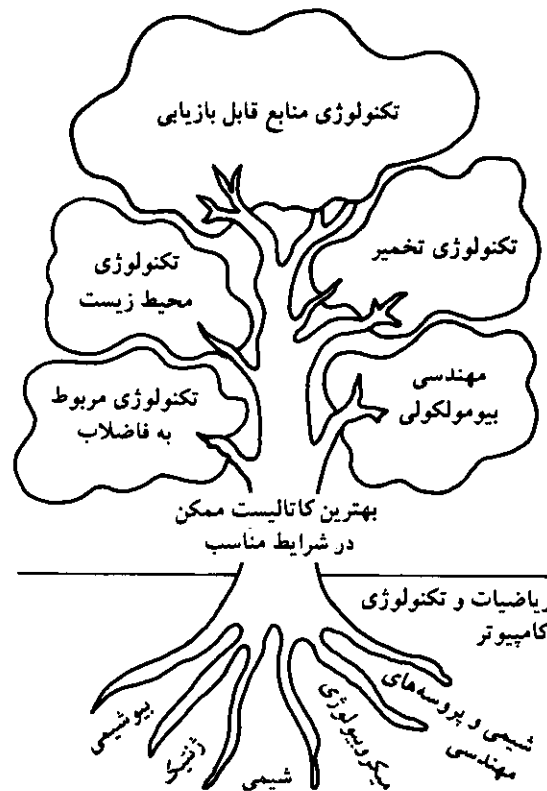 تکنولوژی منابع قابل بازیابی
تکنولوژی تخمیر
تکنولوژی
محیط زیست
مهندسی
بیومولکولی
تکنولوژی مربوط
به فاضلاب
بهترین کاتالیست ممکن
در شرایط مناسب
ریاضیات و تکنولوژی
کامپیوتر
شیمی و پروسه‌های
مهندسی
میکروبیولوژی
شیمی
ژنتیک
بیوشیمی